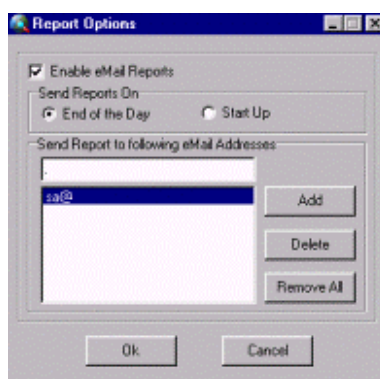 Report Options
Enable eMail Reports
Send Reports On
End of the Day Start Up
Send Report to following eMail Addresses
.
sa@
Add
Delete
Remove All
Ok Cancel